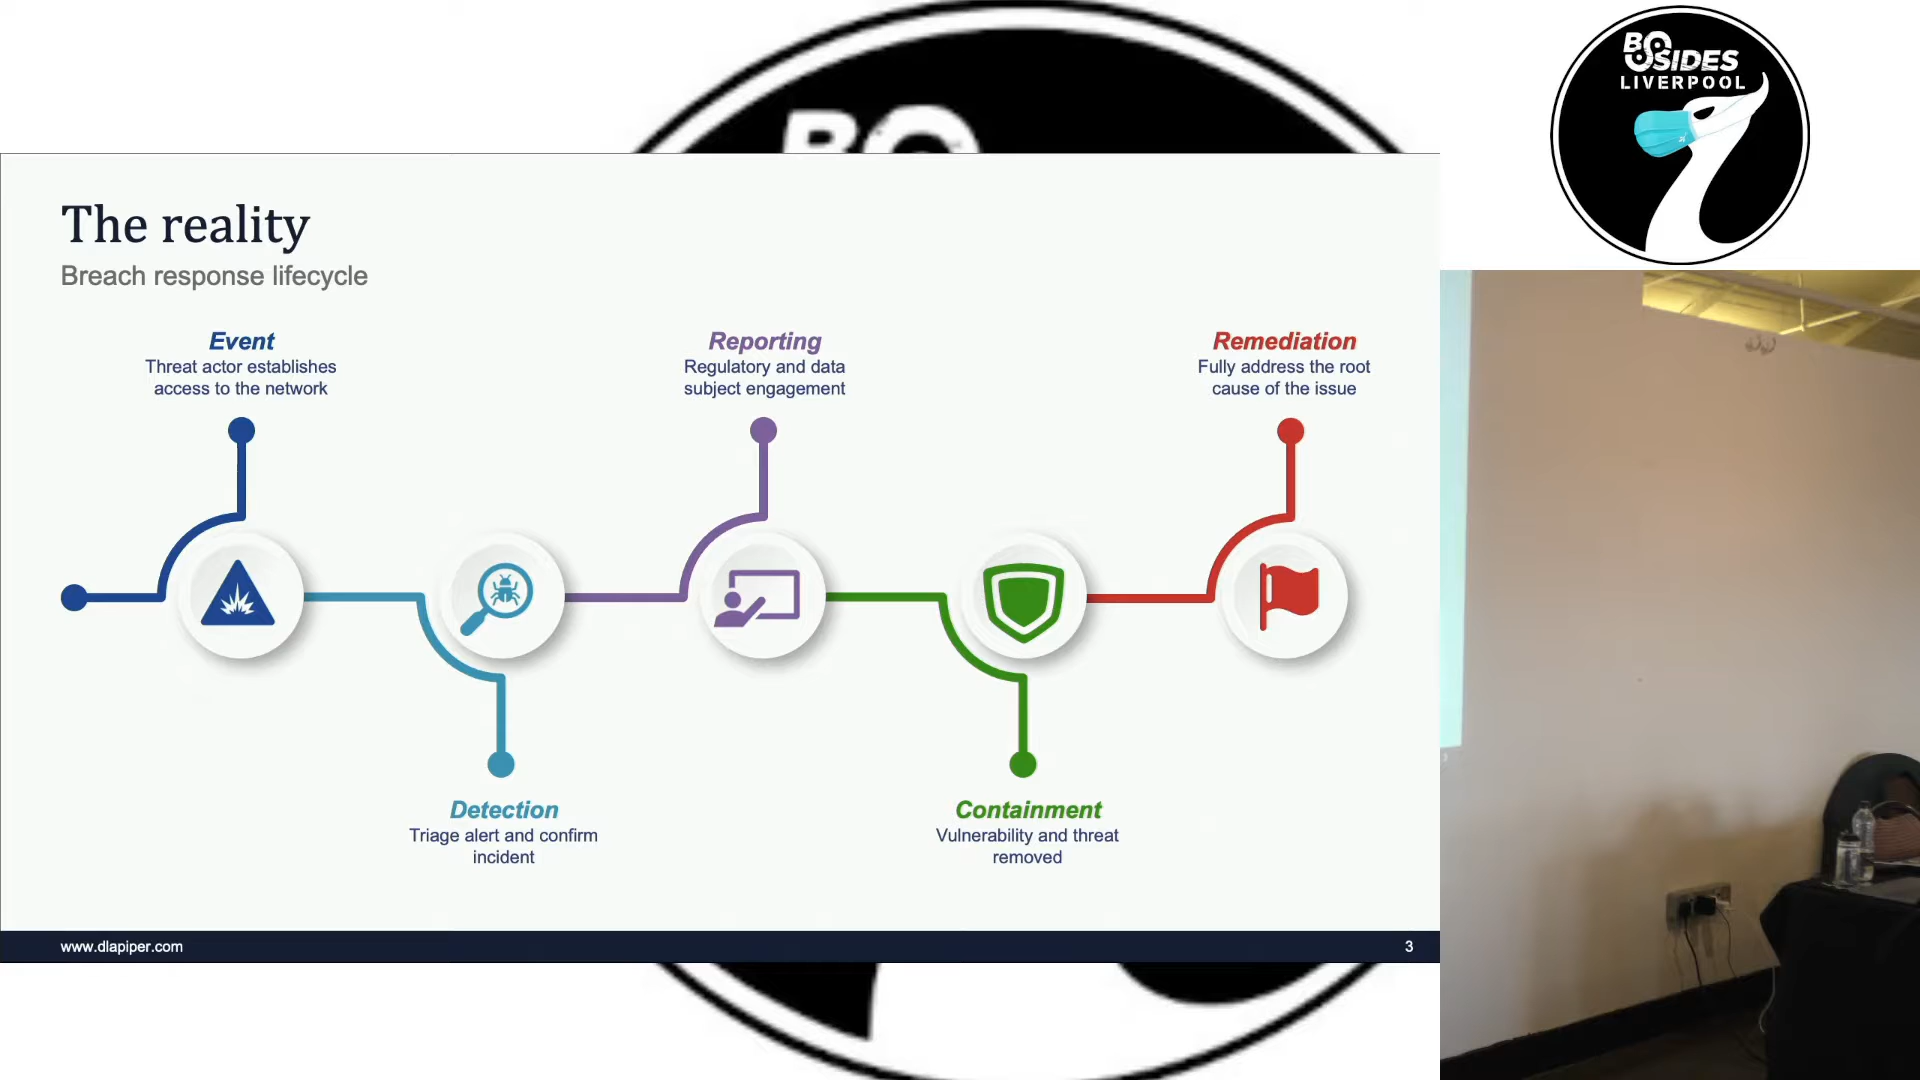 BSIDES
LIVERPOOL
The reality
Breach response lifecycle
Event
Threat actor establishes
access to the network
Reporting
Regulatory and data
subject engagement
Remediation
Fully address the root
cause of the issue
Detection
Triage alert and confirm
incident
Containment
Vulnerability and threat
removed
www.dlapiper.com
3